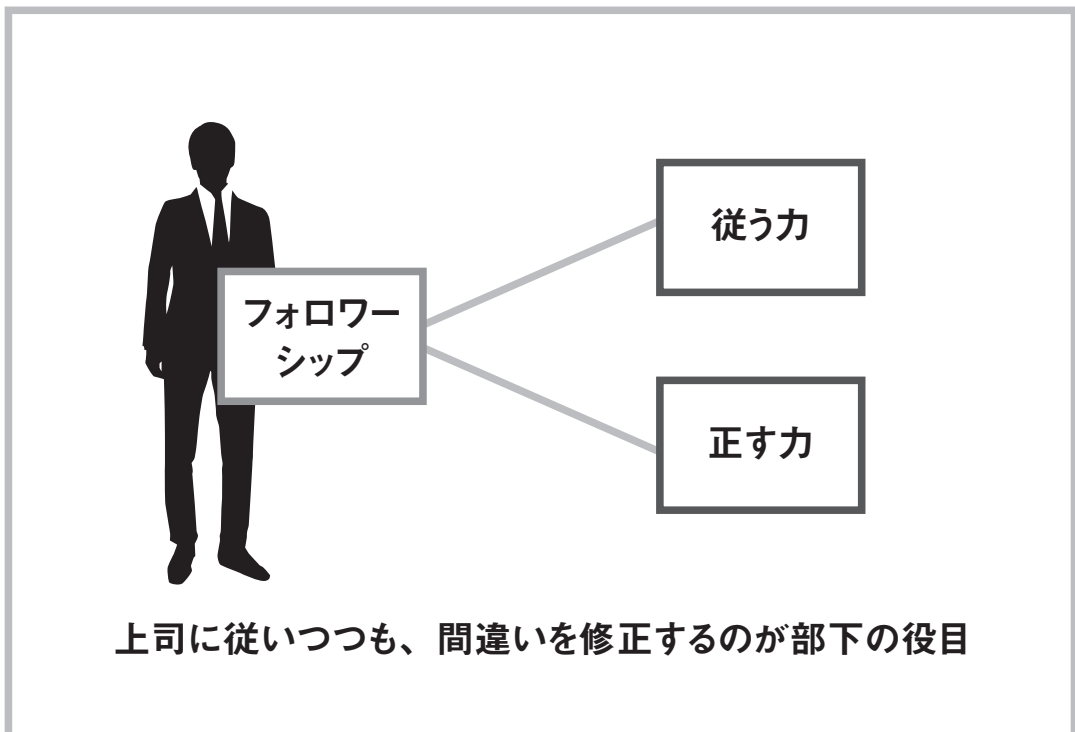 フォロワー
シップ
従う力
正す力
上司に従いつつも、間違いを修正するのが部下の役目